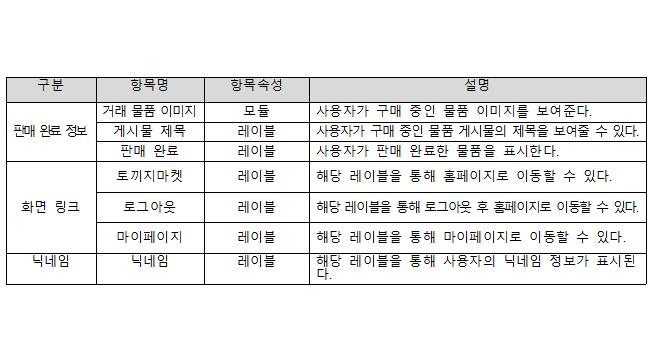 구분 항목명 항목속성 설명
판매 완료 정보 거래 물품 이미지 모듈 사용자가 구매 중인 물품 이미지를 보여준다.
게시물 제목 레이블 사용자가 구매 중인 물품 게시물의 제목을 보여줄 수 있다.
판매 완료 레이블 사용자가 판매 완료한 물품을 표시한다.
화면 링크 토끼지마켓 레이블 해당 레이블을 통해 홈페이지로 이동할 수 있다.
로그아웃 레이블 해당 레이블을 통해 로그아웃 후 홈페이지로 이동할 수 있다.
마이페이지 레이블 해당 레이블을 통해 마이페이지로 이동할 수 있다.
닉네임 닉네임 레이블 해당 레이블을 통해 사용자의 닉네임 정보가 표시된
다.